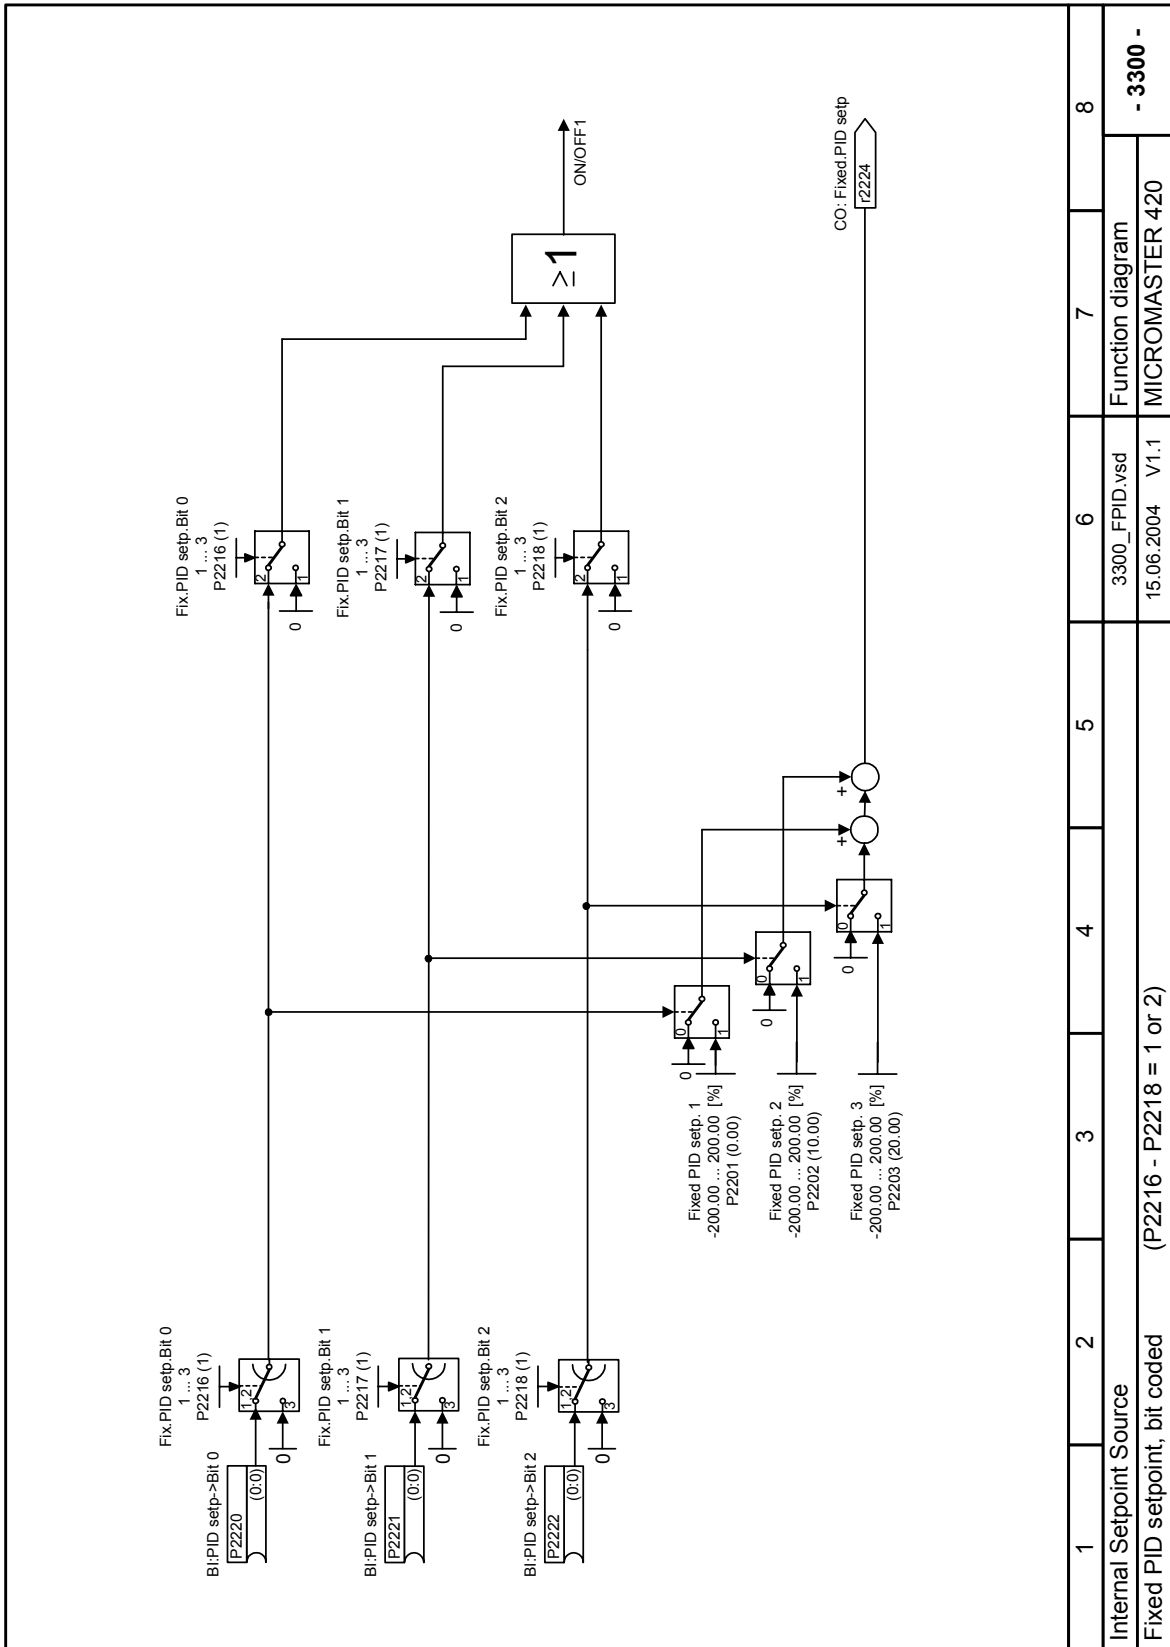 BI:PID setp->Bit 0
P2220
(0:0)
Fix.PID setp.Bit 0
1 ... 3
P2216 (1)
1,2
3
0
Fix.PID setp.Bit 0
1 ... 3
P2216 (1)
2
1
0
BI:PID setp->Bit 1
P2221
(0:0)
Fix.PID setp.Bit 1
1 ... 3
P2217 (1)
1,2
3
0
Fix.PID setp.Bit 1
1 ... 3
P2217 (1)
2
1
0
BI:PID setp->Bit 2
P2222
(0:0)
Fix.PID setp.Bit 2
1 ... 3
P2218 (1)
1,2
3
0
Fix.PID setp.Bit 2
1 ... 3
P2218 (1)
2
1
0
≥1
ON/OFF1
Fixed PID setp. 1
-200.00 ... 200.00 [%]
P2201 (0.00)
0
0
1
Fixed PID setp. 2
-200.00 ... 200.00 [%]
P2202 (10.00)
0
0
1
Fixed PID setp. 3
-200.00 ... 200.00 [%]
P2203 (20.00)
0
0
1
+
+
CO: Fixed.PID setp
r2224
1 2 3 4 5 6 7 8
Internal Setpoint Source
3300_FPID.vsd
Function diagram
- 3300 -
Fixed PID setpoint, bit coded (P2216 - P2218 = 1 or 2)
15.06.2004 V1.1
MICROMASTER 420